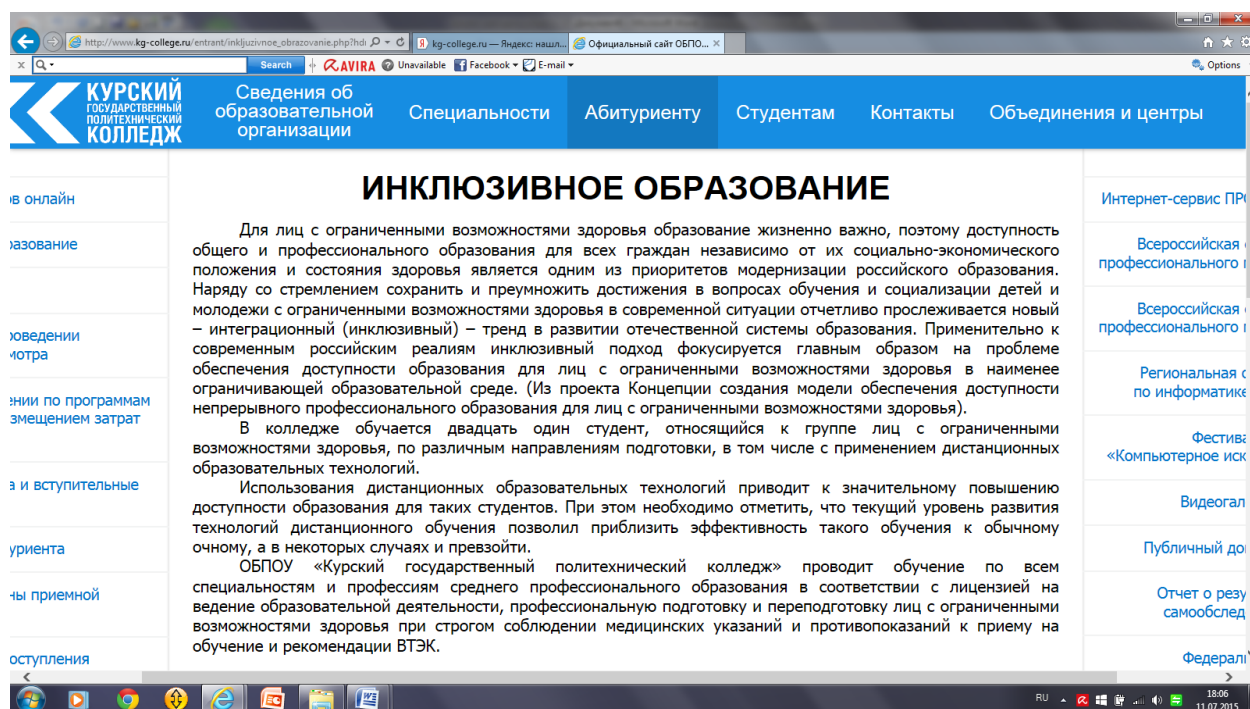 http://www.kg-college.ru/entrant/inkljuzivnoe_obrazovanie.php?hdr
kg-college.ru — Яндекс: нашл...
Официальный сайт ОБПО...
Search
AVIRA
Unavailable
Facebook
E-mail
Options
КУРСКИЙ
ГОСУДАРСТВЕННЫЙ
ПОЛИТЕХНИЧЕСКИЙ
КОЛЛЕДЖ
Сведения об
образовательной
организации
Специальности
Абитуриенту
Студентам
Контакты
Объединения и центры
ов онлайн
разование
роведении
мотра
ении по программам
змещением затрат
а и вступительные
уриента
ны приемной
оступления
ИНКЛЮЗИВНОЕ ОБРАЗОВАНИЕ
Для лиц с ограниченными возможностями здоровья образование жизненно важно, поэтому доступность
общего и профессионального образования для всех граждан независимо от их социально-экономического
положения и состояния здоровья является одним из приоритетов модернизации российского образования.
Наряду со стремлением сохранить и преумножить достижения в вопросах обучения и социализации детей и
молодежи с ограниченными возможностями здоровья в современной ситуации отчетливо прослеживается новый
– интеграционный (инклюзивный) – тренд в развитии отечественной системы образования. Применительно к
современным российским реалиям инклюзивный подход фокусируется главным образом на проблеме
обеспечения доступности образования для лиц с ограниченными возможностями здоровья в наименее
ограничивающей образовательной среде. (Из проекта Концепции создания модели обеспечения доступности
непрерывного профессионального образования для лиц с ограниченными возможностями здоровья).
В колледже обучается двадцать один студент, относящийся к группе лиц с ограниченными
возможностями здоровья, по различным направлениям подготовки, в том числе с применением дистанционных
образовательных технологий.
Использования дистанционных образовательных технологий приводит к значительному повышению
доступности образования для таких студентов. При этом необходимо отметить, что текущий уровень развития
технологий дистанционного обучения позволил приблизить эффективность такого обучения к обычному
очному, а в некоторых случаях и превзойти.
ОБПОУ «Курский государственный политехнический колледж» проводит обучение по всем
специальностям и профессиям среднего профессионального образования в соответствии с лицензией на
ведение образовательной деятельности, профессиональную подготовку и переподготовку лиц с ограниченными
возможностями здоровья при строгом соблюдении медицинских указаний и противопоказаний к приему на
обучение и рекомендации ВТЭК.
Интернет-сервис ПР
Всероссийская
профессионального
Всероссийская
профессионального
Региональная
по информатике
Фестива
«Компьютерное иск
Видеогал
Публичный до
Отчет о резу
самообслед
Федерал
RU
18:06
11.07.2015